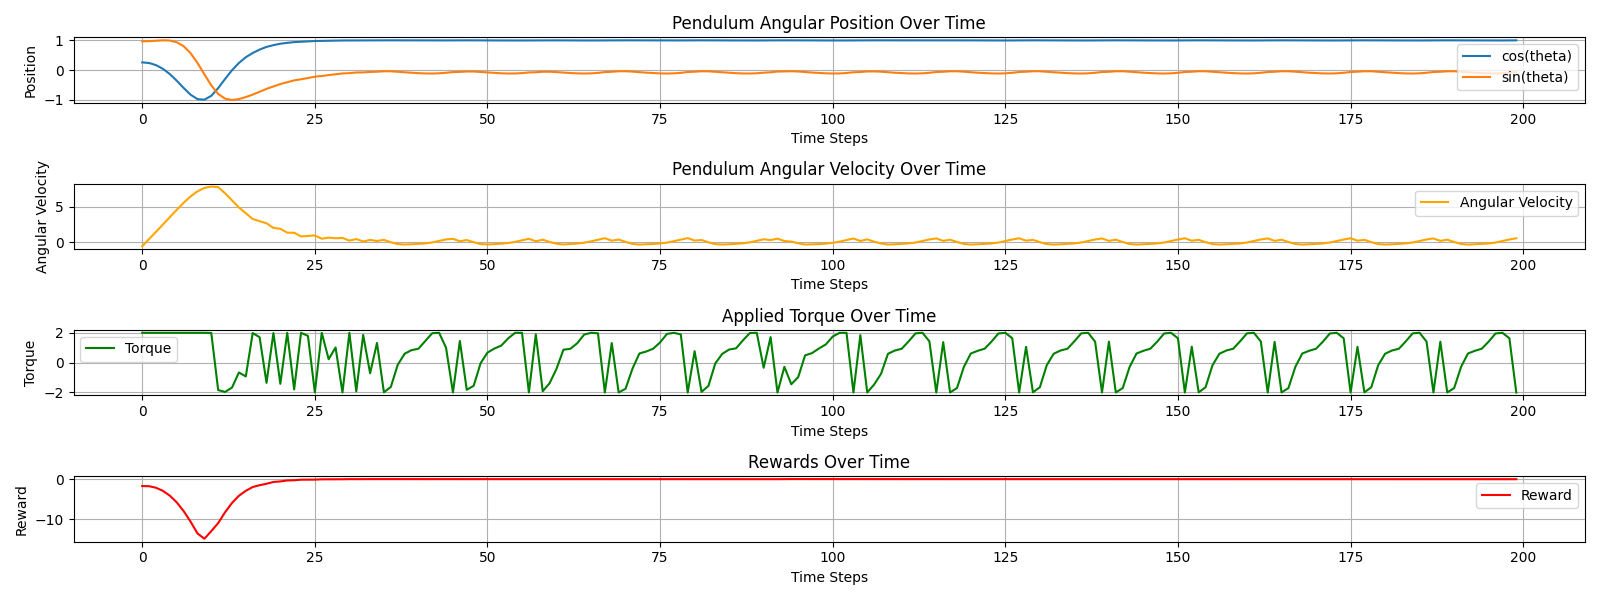 Pendulum Angular Position Over Time
Position
1
0
−1
cos(theta)
sin(theta)
0 25 50 75 100 125 150 175 200
Time Steps
Pendulum Angular Velocity Over Time
Angular Velocity
5
0
Angular Velocity
0 25 50 75 100 125 150 175 200
Time Steps
Applied Torque Over Time
Torque
2
0
−2
Torque
0 25 50 75 100 125 150 175 200
Time Steps
Rewards Over Time
Reward
0
−10
Reward
0 25 50 75 100 125 150 175 200
Time Steps